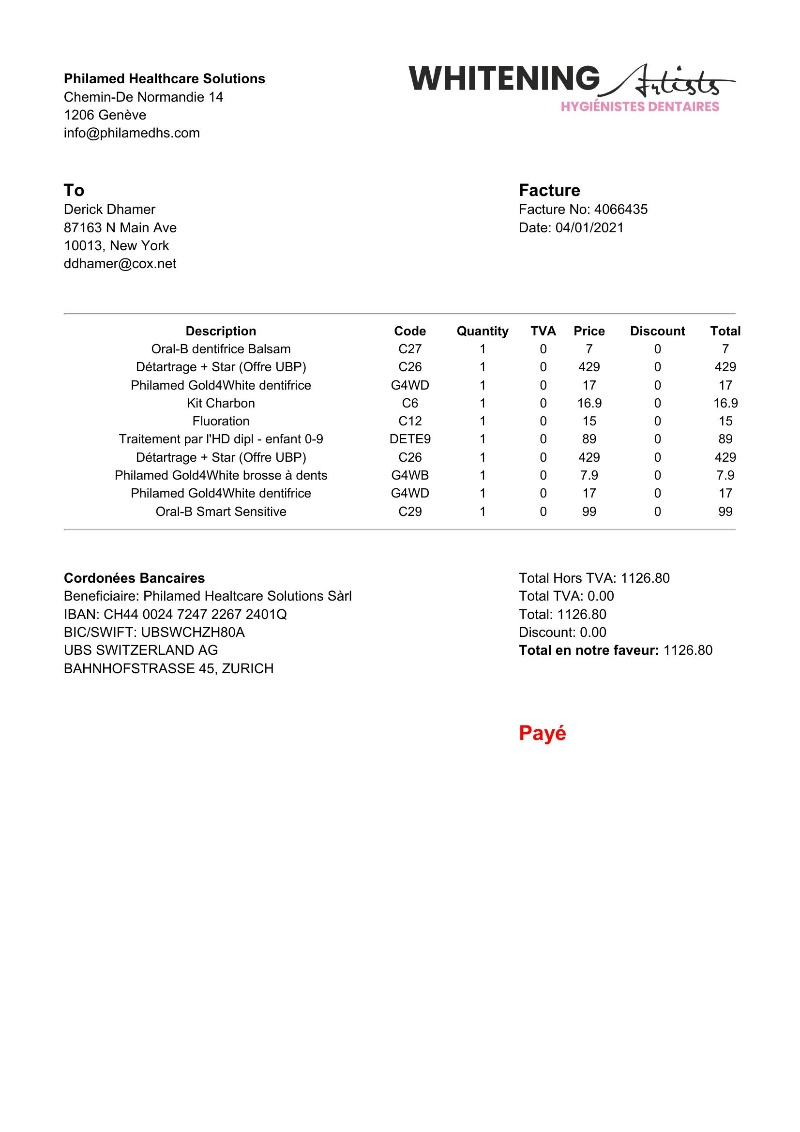 Philamed Healthcare Solutions
Chemin-De Normandie 14
1206 Genève
info@philamedhs.com
WHITENING Artists
HYGIÉNISTES DENTAIRES
To
Derick Dhamer
87163 N Main Ave
10013, New York
ddhamer@cox.net
Facture
Facture No: 4066435
Date: 04/01/2021
Description Code Quantity TVA Price Discount Total
Oral-B dentifrice Balsam C27 1 0 7 0 7
Détartrage + Star (Offre UBP) C26 1 0 429 0 429
Philamed Gold4White dentifrice G4WD 1 0 17 0 17
Kit Charbon C6 1 0 16.9 0 16.9
Fluoration C12 1 0 15 0 15
Traitement par l'HD dipl - enfant 0-9 DETE9 1 0 89 0 89
Détartrage + Star (Offre UBP) C26 1 0 429 0 429
Philamed Gold4White brosse à dents G4WB 1 0 7.9 0 7.9
Philamed Gold4White dentifrice G4WD 1 0 17 0 17
Oral-B Smart Sensitive C29 1 0 99 0 99
Cordonées Bancaires
Beneficiaire: Philamed Healtcare Solutions Sàrl
IBAN: CH44 0024 7247 2267 2401Q
BIC/SWIFT: UBSWCHZH80A
UBS SWITZERLAND AG
BAHNHOFSTRASSE 45, ZURICH
Total Hors TVA: 1126.80
Total TVA: 0.00
Total: 1126.80
Discount: 0.00
Total en notre faveur: 1126.80
Payé